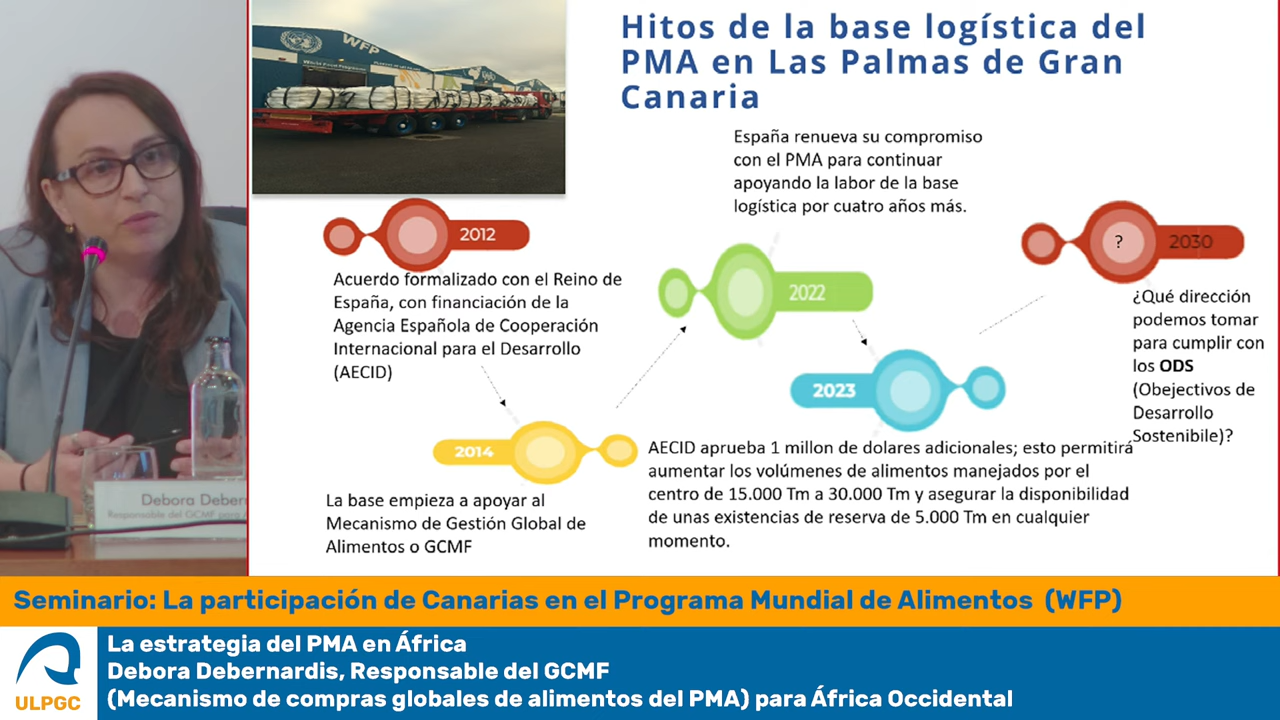 WFP
World Food Programme
Hitos de la base logística del
PMA en Las Palmas de Gran
Canaria
España renueva su compromiso
con el PMA para continuar
apoyando la labor de la base
logística por cuatro años más.
2012
Acuerdo formalizado con el Reino de
España, con financiación de la
Agencia Española de Cooperación
Internacional para el Desarrollo
(AECID)
2022
?
2030
¿Qué dirección
podemos tomar
para cumplir con
los ODS
(Obejectivos de
Desarrollo
Sostenibile)?
2023
2014
AECID aprueba 1 millon de dolares adicionales; esto permitirá
aumentar los volúmenes de alimentos manejados por el
centro de 15.000 Tm a 30.000 Tm y asegurar la disponibilidad
de unas existencias de reserva de 5.000 Tm en cualquier
momento.
La base empieza a apoyar al
Mecanismo de Gestión Global de
Alimentos o GCMF
Debora Debern
Responsable del GCMF para
Seminario: La participación de Canarias en el Programa Mundial de Alimentos (WFP)
La estrategia del PMA en África
Debora Debernardis, Responsable del GCMF
(Mecanismo de compras globales de alimentos del PMA) para África Occidental
ULPGC